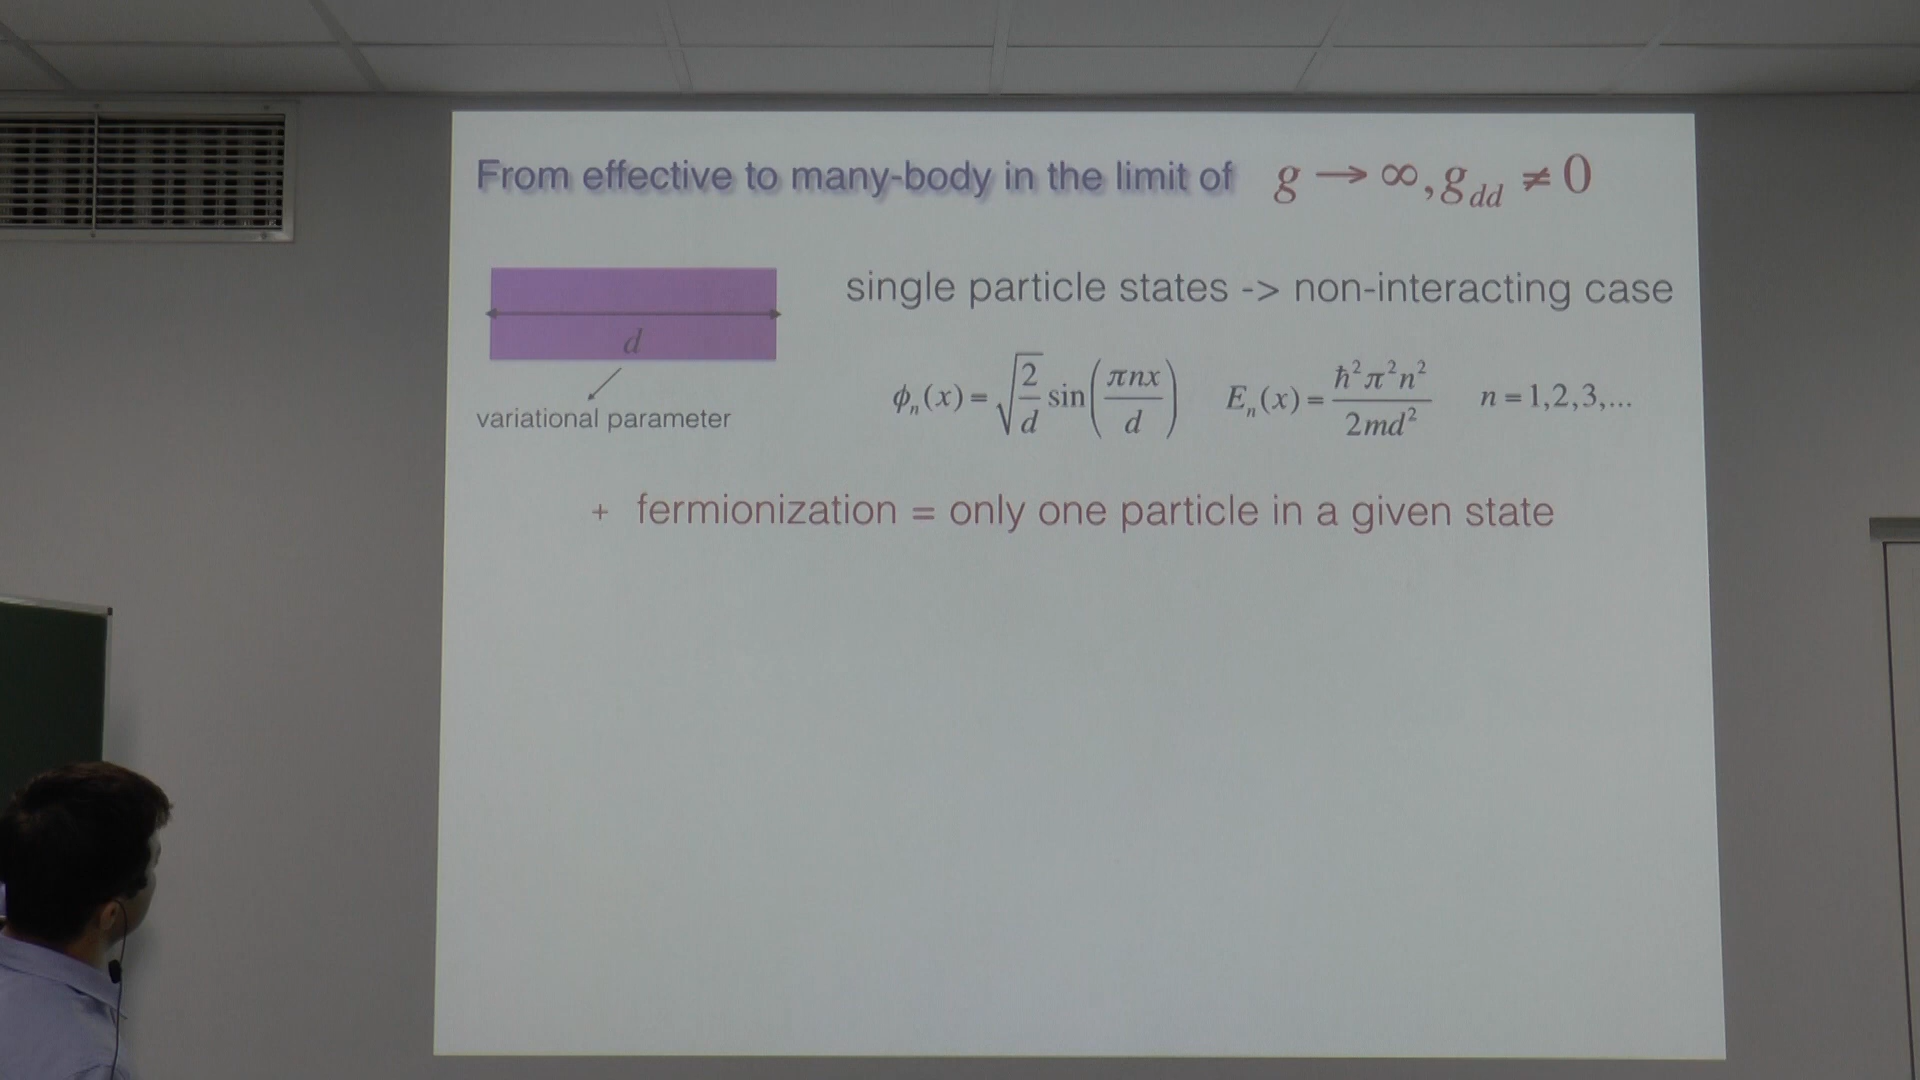 From effective to many-body in the limit of g → ∞, g_dd ≠ 0
single particle states -> non-interacting case
d
variational parameter
ϕ_n(x) = √(2/d) sin(πnx/d) E_n(x) = ħ²π²n²/2md² n = 1,2,3,...
+ fermionization = only one particle in a given state